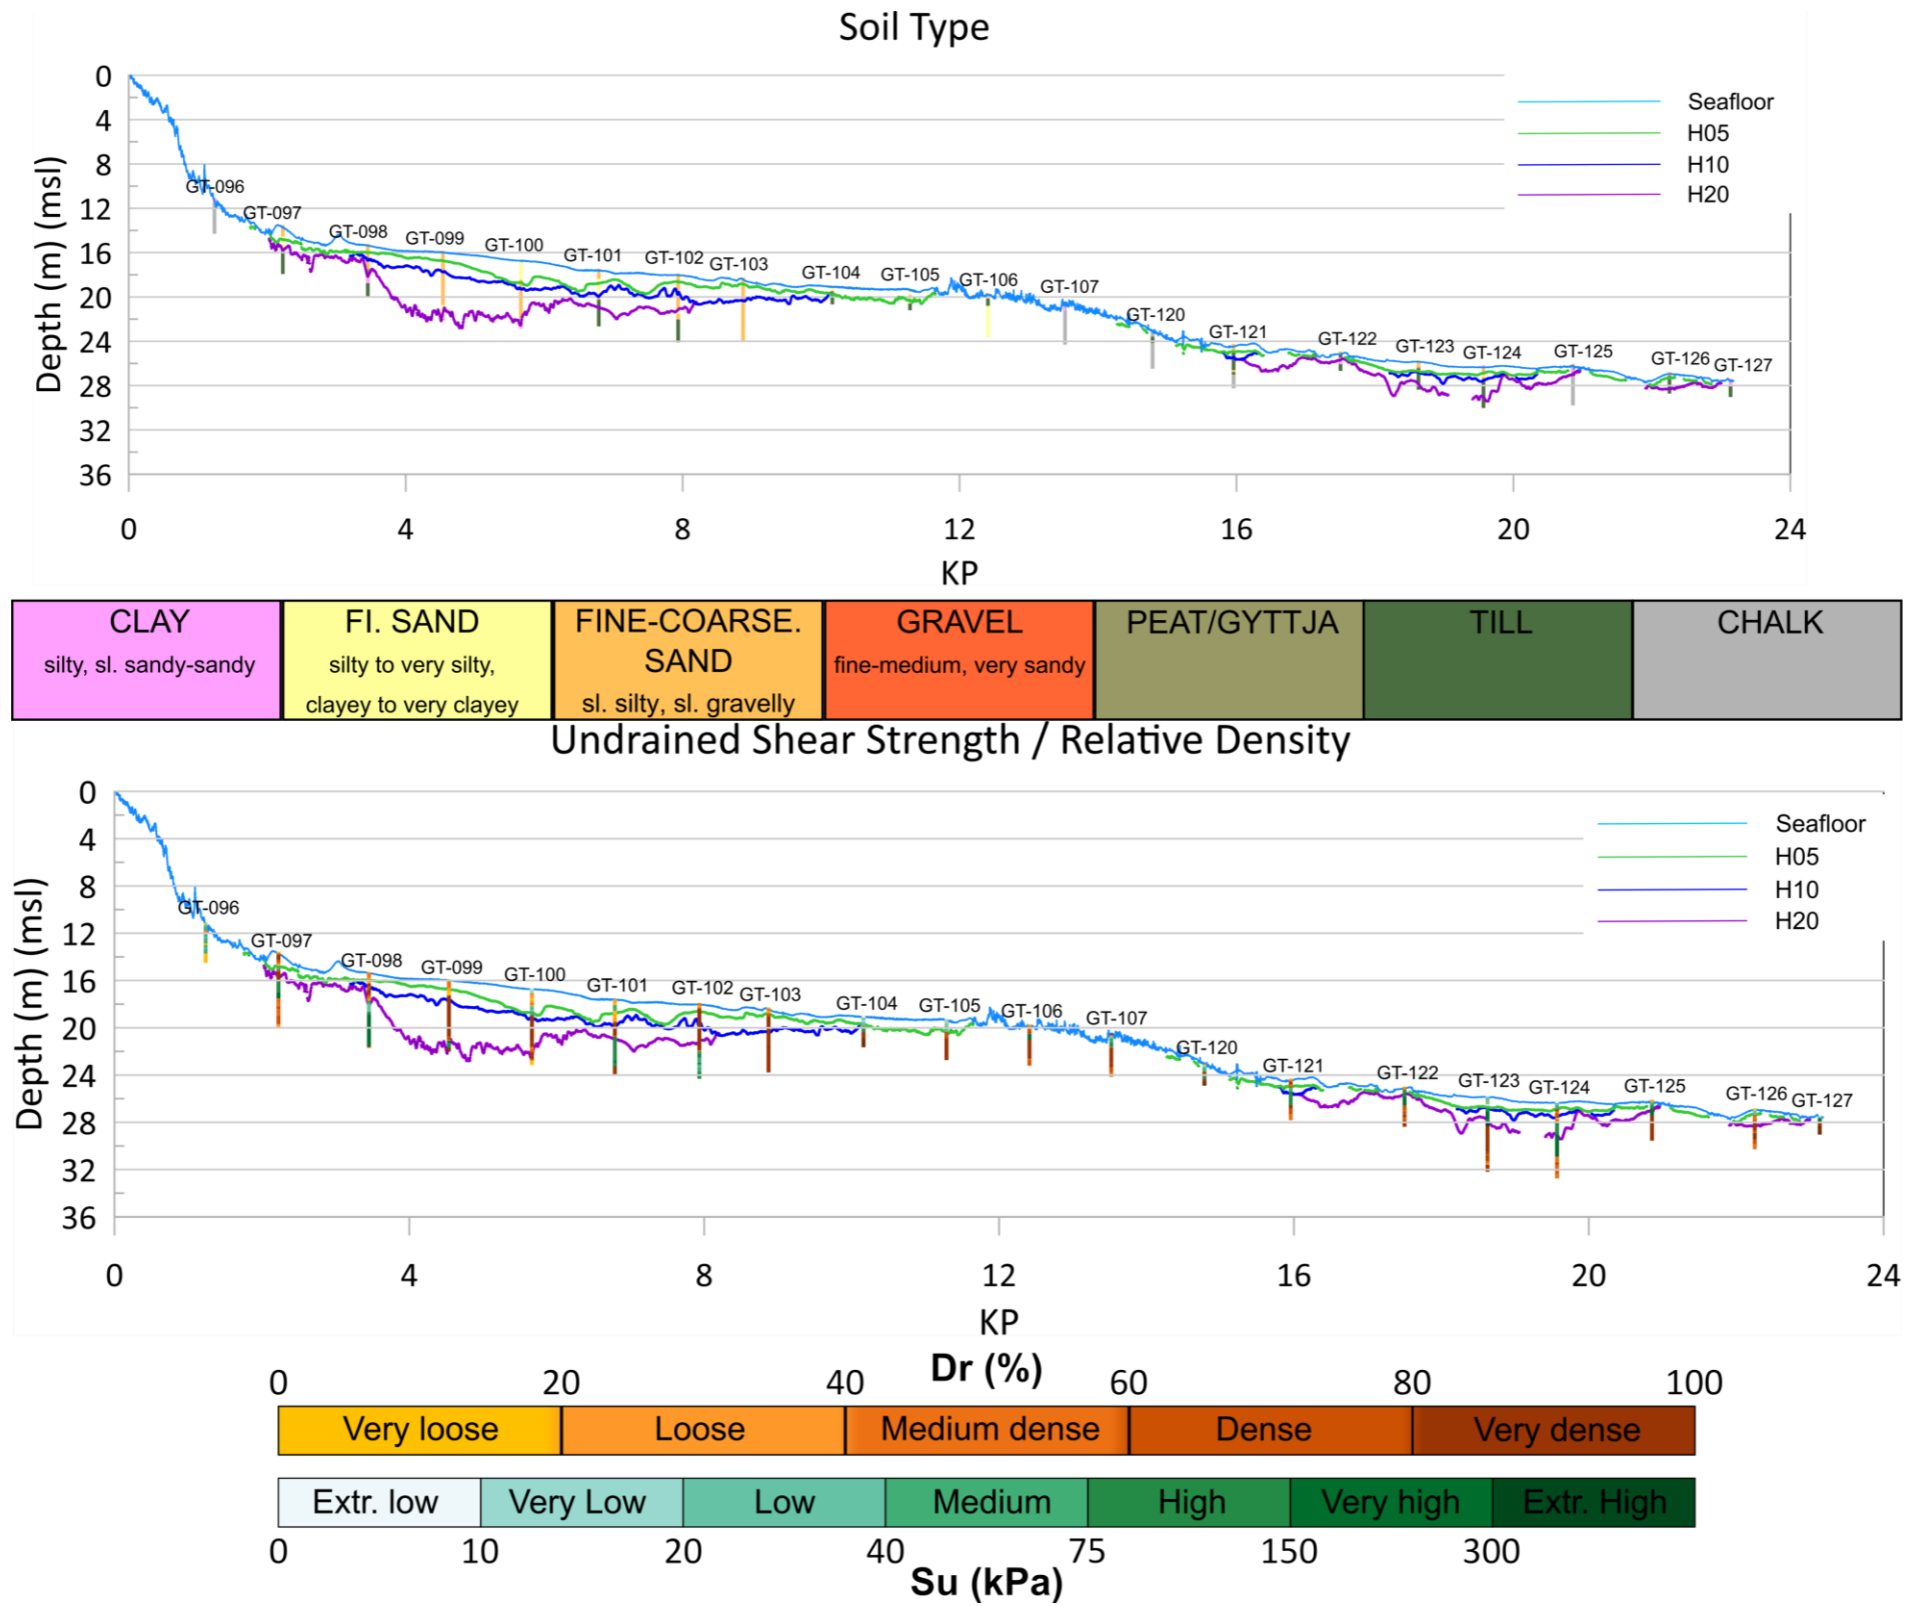 Soil Type
0
4
8
12
16
20
24
28
32
36
Depth (m) (msl)
Seafloor
H05
H10
H20
GT-096
GT-097
GT-098
GT-099
GT-100
GT-101
GT-102
GT-103
GT-104
GT-105
GT-106
GT-107
GT-120
GT-121
GT-122
GT-123
GT-124
GT-125
GT-126
GT-127
0 4 8 12 16 20 24
KP
CLAY
silty, sl. sandy-sandy
FI. SAND
silty to very silty,
clayey to very clayey
FINE-COARSE.
SAND
sl. silty, sl. gravelly
GRAVEL
fine-medium, very sandy
PEAT/GYTTJA
TILL
CHALK
Undrained Shear Strength / Relative Density
0
4
8
12
16
20
24
28
32
36
Depth (m) (msl)
Seafloor
H05
H10
H20
GT-096
GT-097
GT-098
GT-099
GT-100
GT-101
GT-102
GT-103
GT-104
GT-105
GT-106
GT-107
GT-120
GT-121
GT-122
GT-123
GT-124
GT-125
GT-126
GT-127
0 4 8 12 16 20 24
KP
Dr (%)
0 20 40 60 80 100
Very loose Loose Medium dense Dense Very dense
Extr. low Very Low Low Medium High Very high Extr. High
0 10 20 40 75 150 300
Su (kPa)